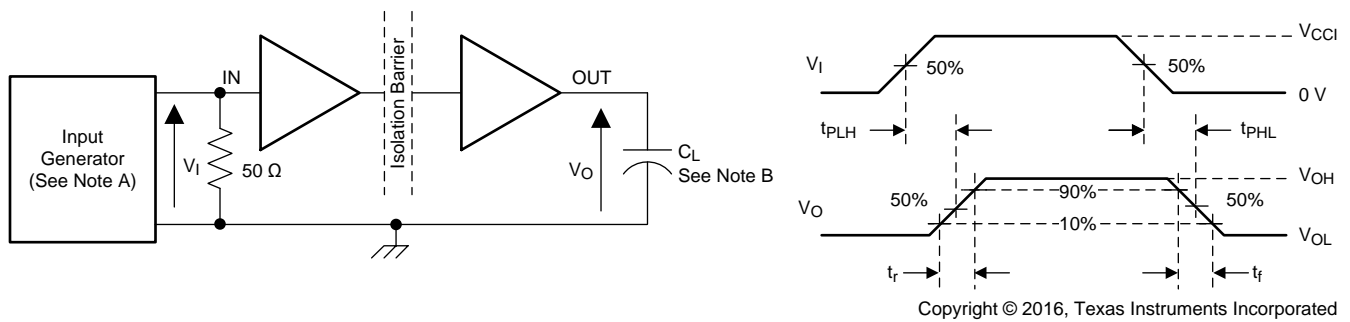 Input
Generator
(See Note A)
IN
VI
50 Ω
Isolation Barrier
OUT
VO
CL
See Note B
VI
50%
50%
VCCI
0 V
tPLH
tPHL
VO
50%
90%
10%
50%
VOH
VOL
tr
tf
Copyright © 2016, Texas Instruments Incorporated